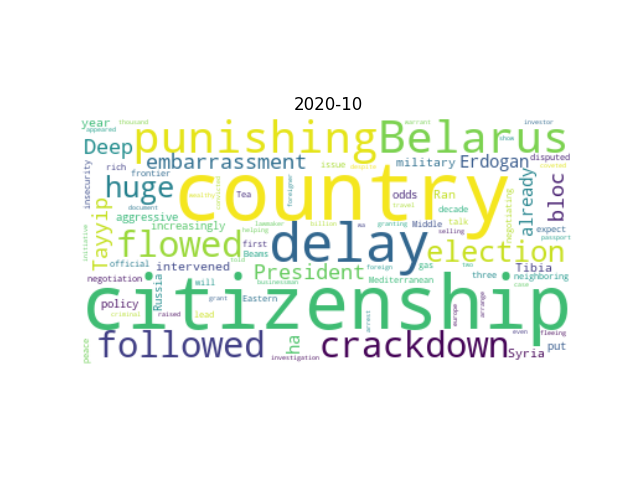 2020-10
year thousand warrant investor
appeared show despite coveted
punishing Belarus
Deep embarrassment issue military Erdogan disputed
insecurity rich frontier huge country odds Ran already bloc
document Tea foreigner travel decade negotiating
Tayyip aggressive increasingly flowed delay talk election expect
first lawmaker billion granting Middle selling passport
initiative helping Beams
official intervened President gas three Tibia
negotiation will businessman foreign Mediterranean two neighboring
case
citizenship
policy Russia grant Eastern europe arrange
criminal raised lead arrest even fleeing
peace followed ha crackdown Syria put
investigation